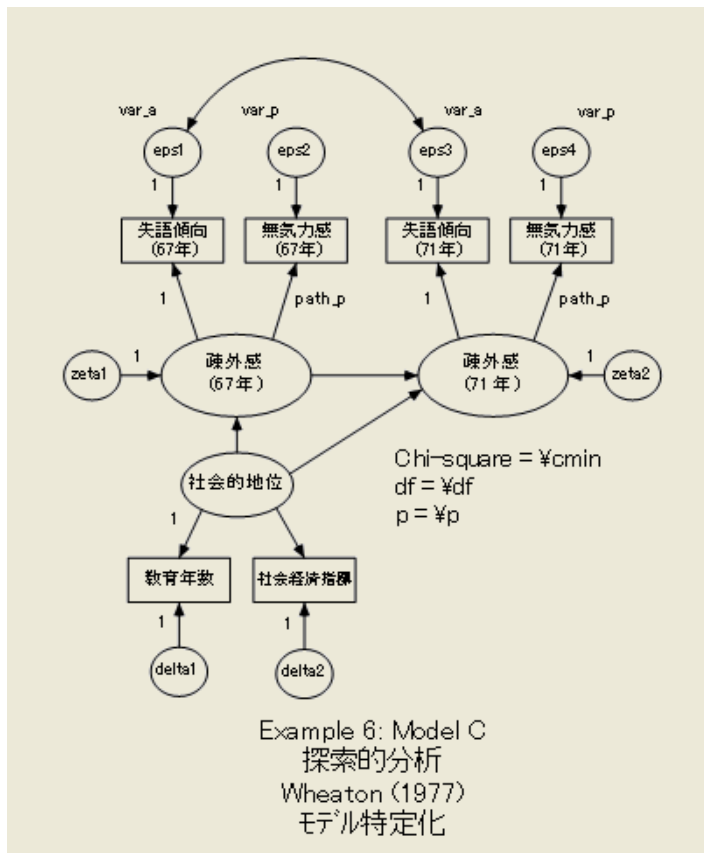 var_a
var_p
var_a
var_p
eps1
eps2
eps3
eps4
1
1
1
1
失語傾向
(67年)
無気力感
(67年)
失語傾向
(71年)
無気力感
(71年)
1
path_p
1
path_p
zeta1
1
疎外感
(67年)
疎外感
(71年)
1
zeta2
社会的地位
Chi-square = ¥cmin
df = ¥df
p = ¥p
1
教育年数
社会経済指標
1
1
delta1
delta2
Example 6: Model C
探索的分析
Wheaton (1977)
モデル特定化